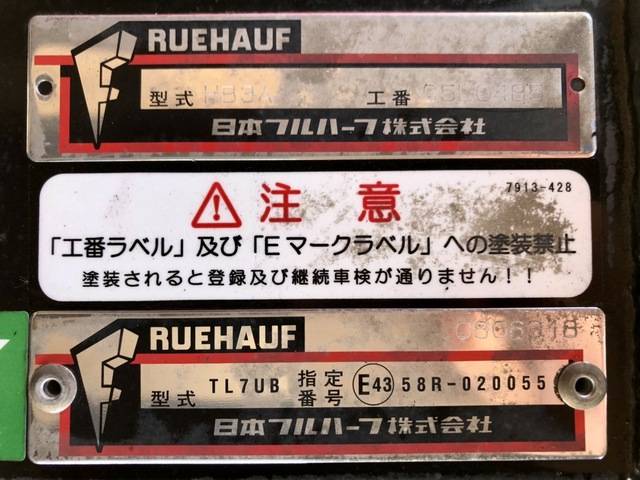 RUEHAUF
型式 工番
日本フルハーフ株式会社
7913-428
注意
「工番ラベル」及び「Eマークラベル」への塗装禁止
塗装されると登録及び継続車検が通りません!!
RUEHAUF
型式 TL7UB 指定番号 E43 58R-020055
日本フルハーフ株式会社